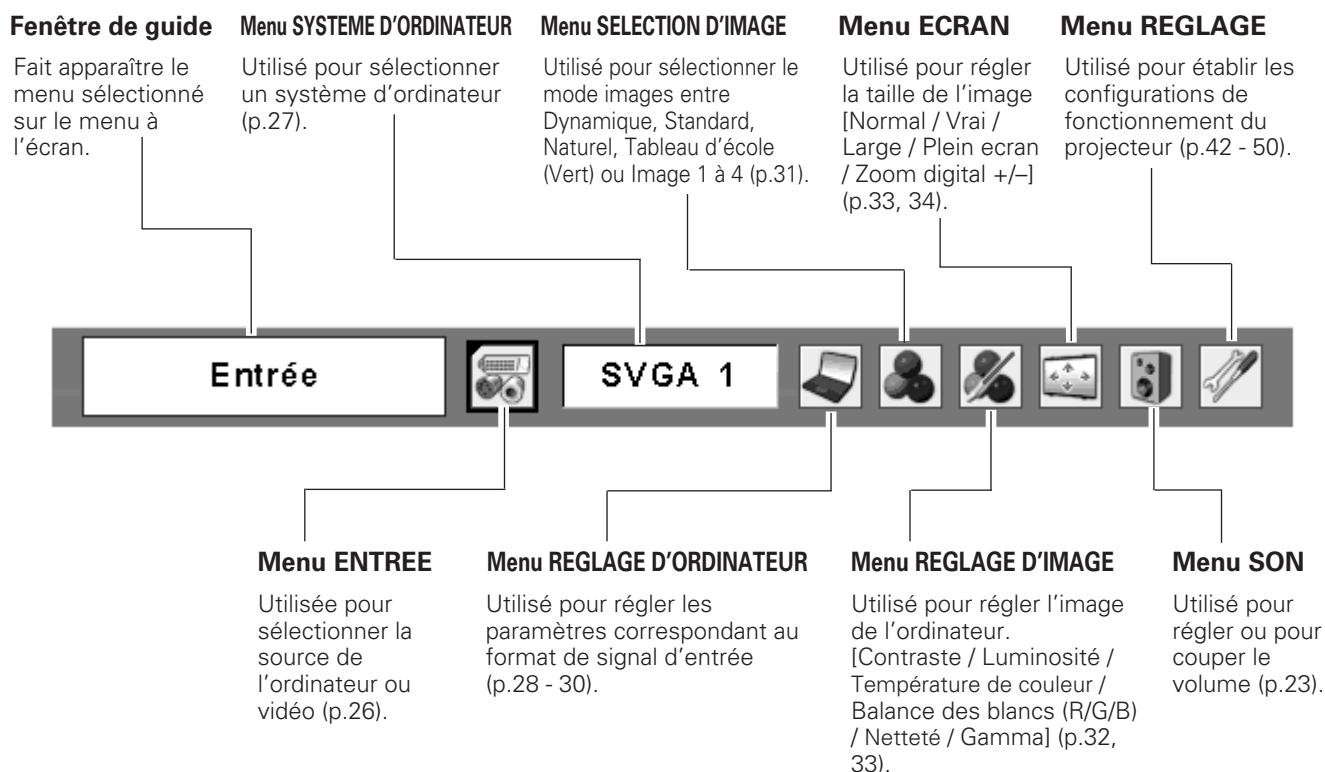 Fenêtre de guide
Fait apparaître le
menu sélectionné
sur le menu à
l'écran.
Menu SYSTEME D'ORDINATEUR
Utilisé pour sélectionner
un système d'ordinateur
(p.27).
Menu SELECTION D'IMAGE
Utilisé pour sélectionner le
mode images entre
Dynamique, Standard,
Naturel, Tableau d'école
(Vert) ou Image 1 à 4 (p.31).
Menu ECRAN
Utilisé pour régler
la taille de l'image
[Normal / Vrai /
Large / Plein ecran
/ Zoom digital +/–]
(p.33, 34).
Menu REGLAGE
Utilisé pour établir les
configurations de
fonctionnement du
projecteur (p.42 - 50).
Entrée
SVGA 1
Menu ENTREE
Utilisée pour
sélectionner la
source de
l'ordinateur ou
vidéo (p.26).
Menu REGLAGE D'ORDINATEUR
Utilisé pour régler les
paramètres correspondant au
format de signal d'entrée
(p.28 - 30).
Menu REGLAGE D'IMAGE
Utilisé pour régler l'image
de l'ordinateur.
[Contraste / Luminosité /
Température de couleur /
Balance des blancs (R/G/B)
/ Netteté / Gamma] (p.32,
33).
Menu SON
Utilisé pour
régler ou pour
couper le
volume (p.23).